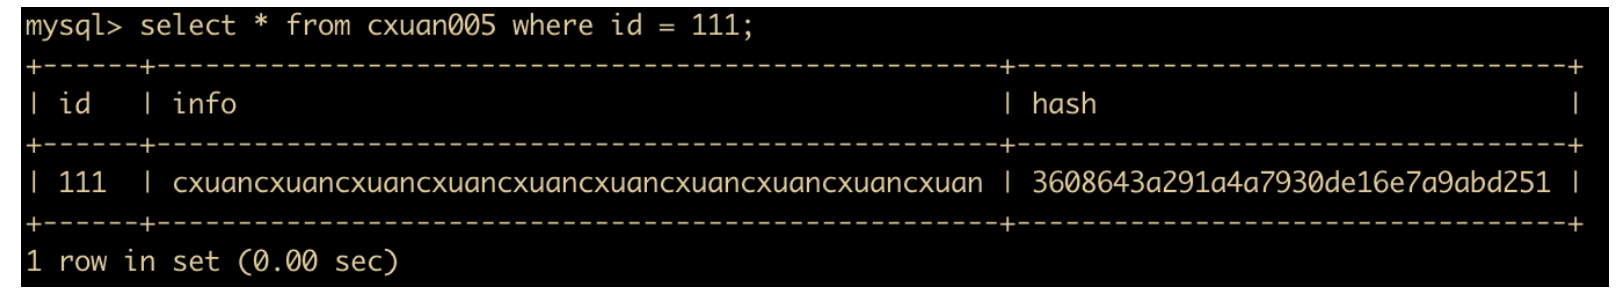 mysql> select * from cxuan005 where id = 111;
+------+----------------------------------------------------+----------------------------------+
| id   | info                                               | hash                             |
+------+----------------------------------------------------+----------------------------------+
| 111  | cxuancxuancxuancxuancxuancxuancxuancxuancxuancxuan | 3608643a291a4a7930de16e7a9abd251 |
+------+----------------------------------------------------+----------------------------------+
1 row in set (0.00 sec)